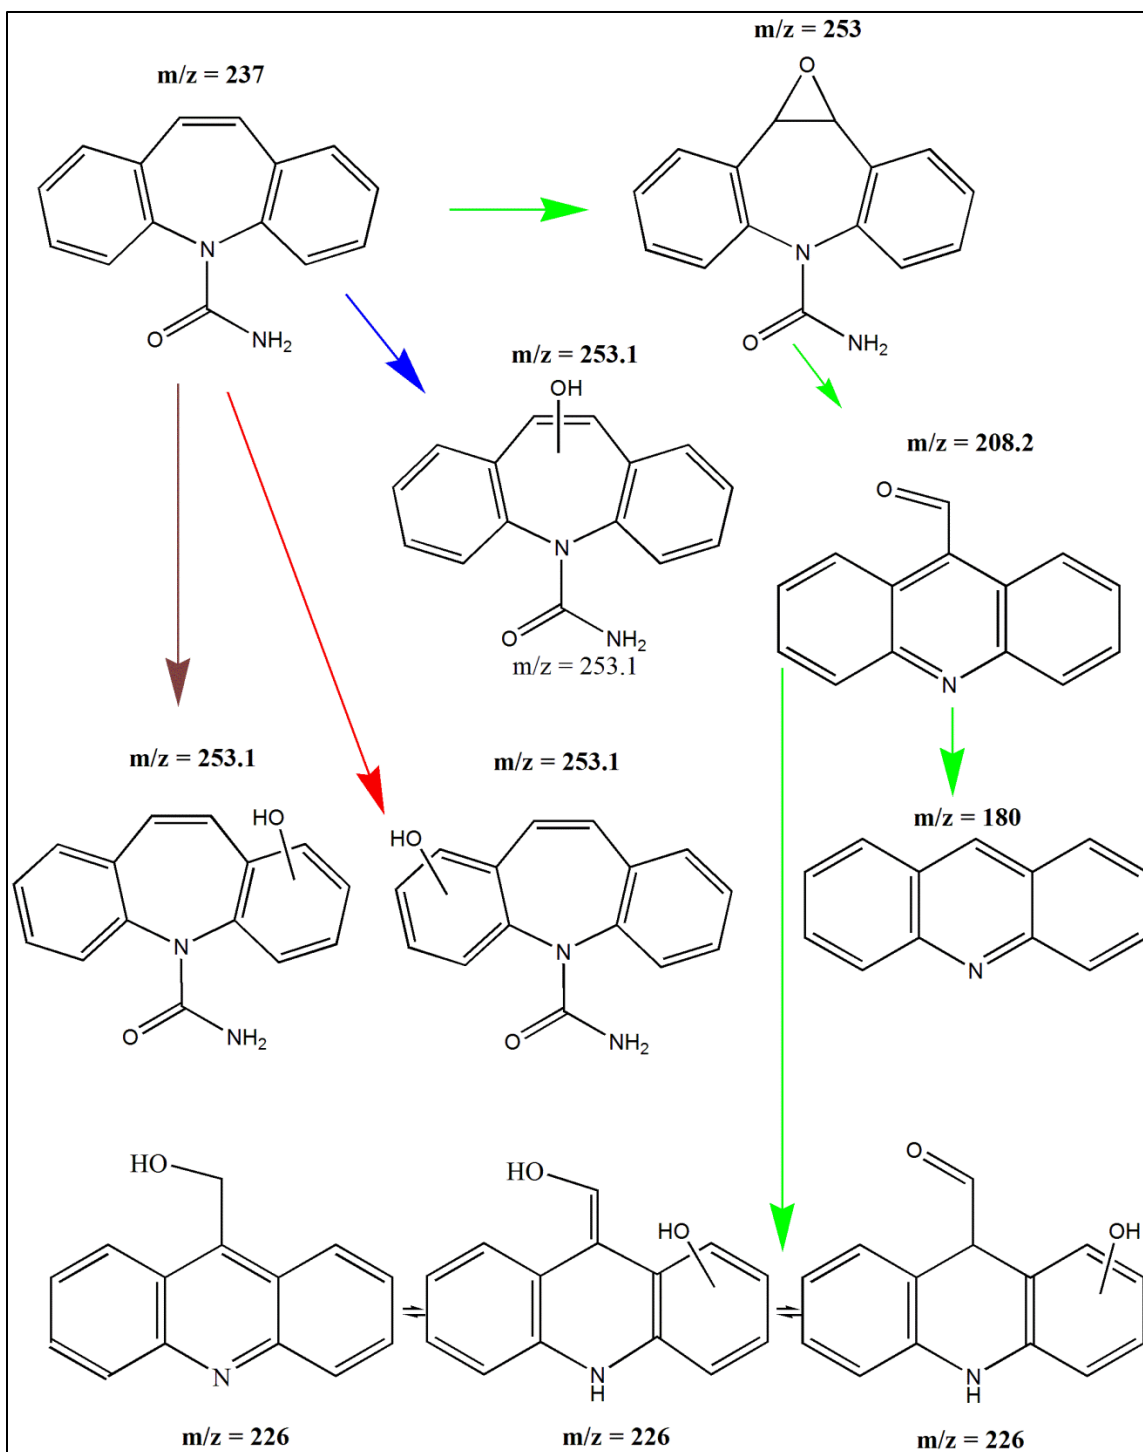 m/z = 253
O
m/z = 237
N
O
NH2
N
O
NH2
m/z = 253.1
OH
N
O
NH2
m/z = 253.1
m/z = 208.2
O
N
m/z = 253.1
HO
N
O
NH2
m/z = 253.1
HO
N
O
NH2
m/z = 180
N
HO
N
m/z = 226
HO
HO
N
H
m/z = 226
O
OH
N
H
m/z = 226